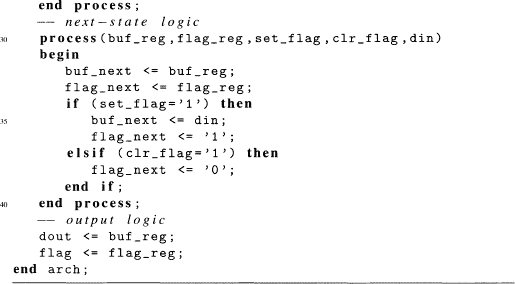 end process;
-- next-state logic
30 process(buf_reg,flag_reg,set_flag,clr_flag,din)
begin
buf_next <= buf_reg;
flag_next <= flag_reg;
if (set_flag='1') then
35 buf_next <= din;
flag_next <= '1';
elsif (clr_flag='1') then
flag_next <= '0';
end if;
40 end process;
-- output logic
dout <= buf_reg;
flag <= flag_reg;
end arch;